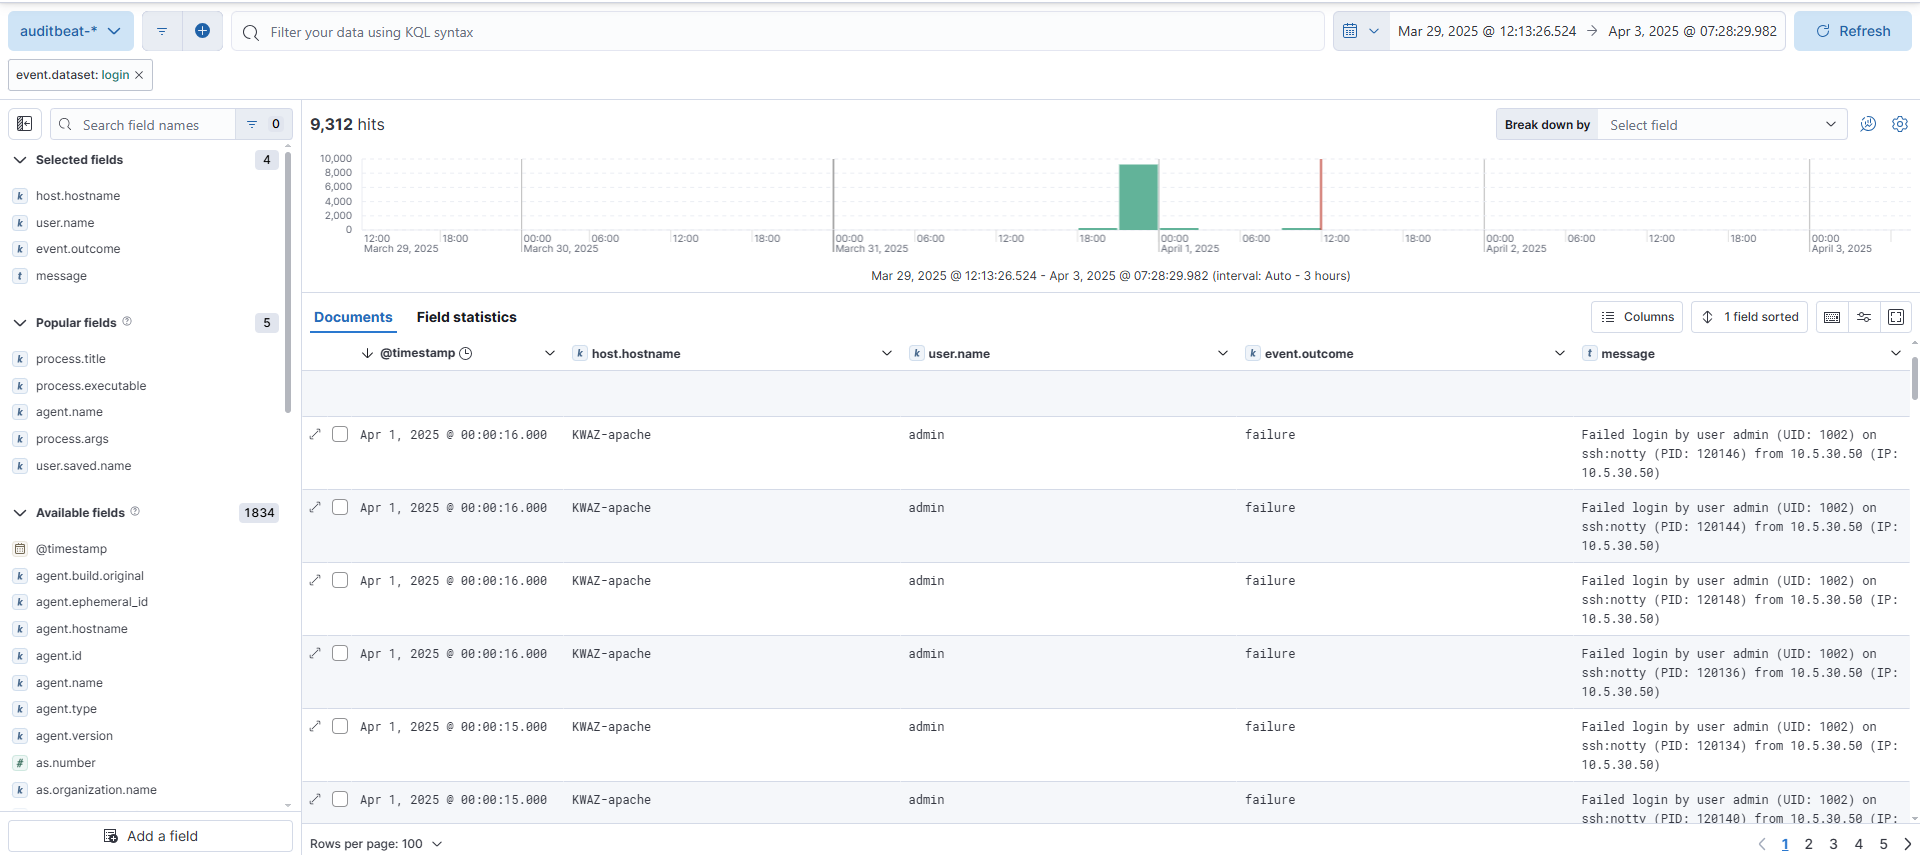 auditbeat-*
Filter your data using KQL syntax
Mar 29, 2025 @ 12:13:26.524 → Apr 3, 2025 @ 07:28:29.982
Refresh
event.dataset: login ×
Search field names
0
Selected fields 4
k host.hostname
k user.name
k event.outcome
t message
Popular fields 5
k process.title
k process.executable
k agent.name
k process.args
k user.saved.name
Available fields 1834
@timestamp
k agent.build.original
k agent.ephemeral_id
k agent.hostname
k agent.id
k agent.name
k agent.type
k agent.version
# as.number
k as.organization.name
Add a field
9,312 hits
Break down by Select field
10,000
8,000
6,000
4,000
2,000
0
12:00 18:00 00:00 06:00 12:00 18:00 00:00 06:00 12:00 18:00 00:00 06:00 12:00 18:00 00:00 06:00 12:00 18:00 00:00
March 29, 2025 March 30, 2025 March 31, 2025 April 1, 2025 April 2, 2025 April 3, 2025
Mar 29, 2025 @ 12:13:26.524 - Apr 3, 2025 @ 07:28:29.982 (interval: Auto - 3 hours)
Documents Field statistics
Columns 1 field sorted
@timestamp k host.hostname k user.name k event.outcome t message
Apr 1, 2025 @ 00:00:16.000 KWAZ-apache admin failure Failed login by user admin (UID: 1002) on
ssh:notty (PID: 120146) from 10.5.30.50 (IP:
10.5.30.50)
Apr 1, 2025 @ 00:00:16.000 KWAZ-apache admin failure Failed login by user admin (UID: 1002) on
ssh:notty (PID: 120144) from 10.5.30.50 (IP:
10.5.30.50)
Apr 1, 2025 @ 00:00:16.000 KWAZ-apache admin failure Failed login by user admin (UID: 1002) on
ssh:notty (PID: 120148) from 10.5.30.50 (IP:
10.5.30.50)
Apr 1, 2025 @ 00:00:16.000 KWAZ-apache admin failure Failed login by user admin (UID: 1002) on
ssh:notty (PID: 120136) from 10.5.30.50 (IP:
10.5.30.50)
Apr 1, 2025 @ 00:00:15.000 KWAZ-apache admin failure Failed login by user admin (UID: 1002) on
ssh:notty (PID: 120134) from 10.5.30.50 (IP:
10.5.30.50)
Apr 1, 2025 @ 00:00:15.000 KWAZ-apache admin failure Failed login by user admin (UID: 1002) on
ssh:notty (PID: 120140) from 10.5.30.50 (IP:
Rows per page: 100
1 2 3 4 5